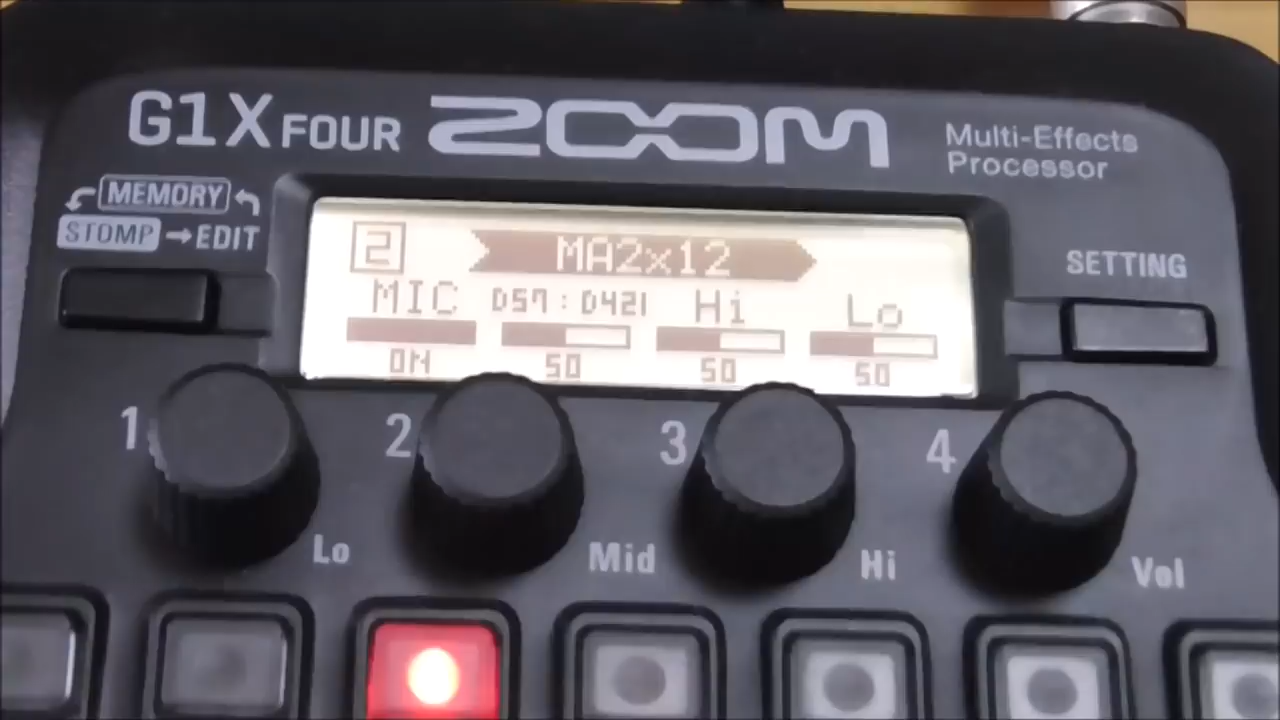 G1X FOUR ZOOM Multi-Effects
Processor
MEMORY
STOMP → EDIT
SETTING
2 MA2x12
MIC D57:D421 Hi Lo
ON 50 50 50
1 2 3 4
Lo Mid Hi Vol